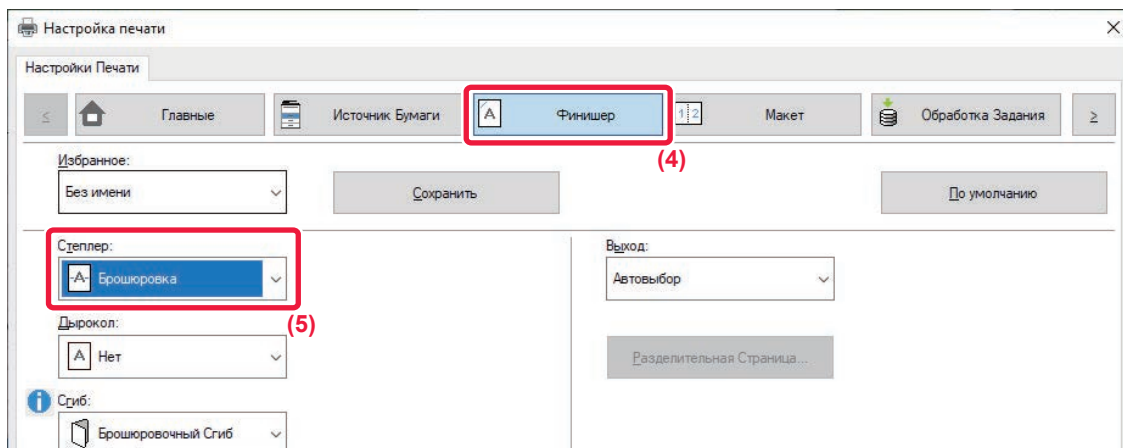 Настройка печати
Настройки Печати
< Главные Источник Бумаги A Финишер 1 2 Макет Обработка Задания >
(4)
Избранное:
Без имени Сохранить По умолчанию
Степлер: Выход:
-A- Брошюровка Автовыбор
(5)
Дырокол:
A Нет Разделительная Страница...
i Сгиб:
Брошюровочный Сгиб